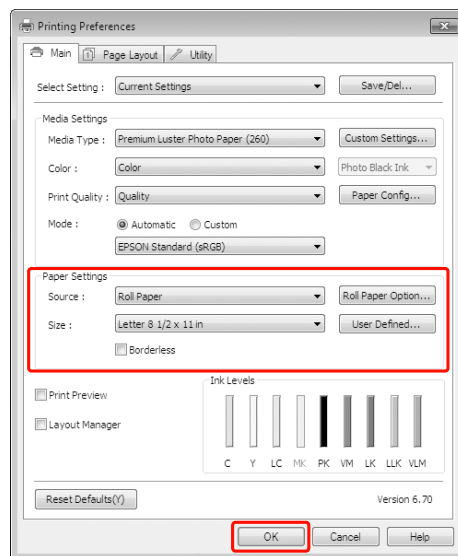 Printing Preferences
Main Page Layout Utility
Select Setting : Current Settings Save/Del...
Media Settings
Media Type : Premium Luster Photo Paper (260) Custom Settings...
Color : Color Photo Black Ink
Print Quality : Quality Paper Config...
Mode : Automatic Custom
EPSON Standard (sRGB)
Paper Settings
Source : Roll Paper Roll Paper Option...
Size : Letter 8 1/2 x 11 in User Defined...
Borderless
Ink Levels
Print Preview
Layout Manager
C Y LC MK PK VM LK LLK VLM
Reset Defaults(Y) Version 6.70
OK Cancel Help